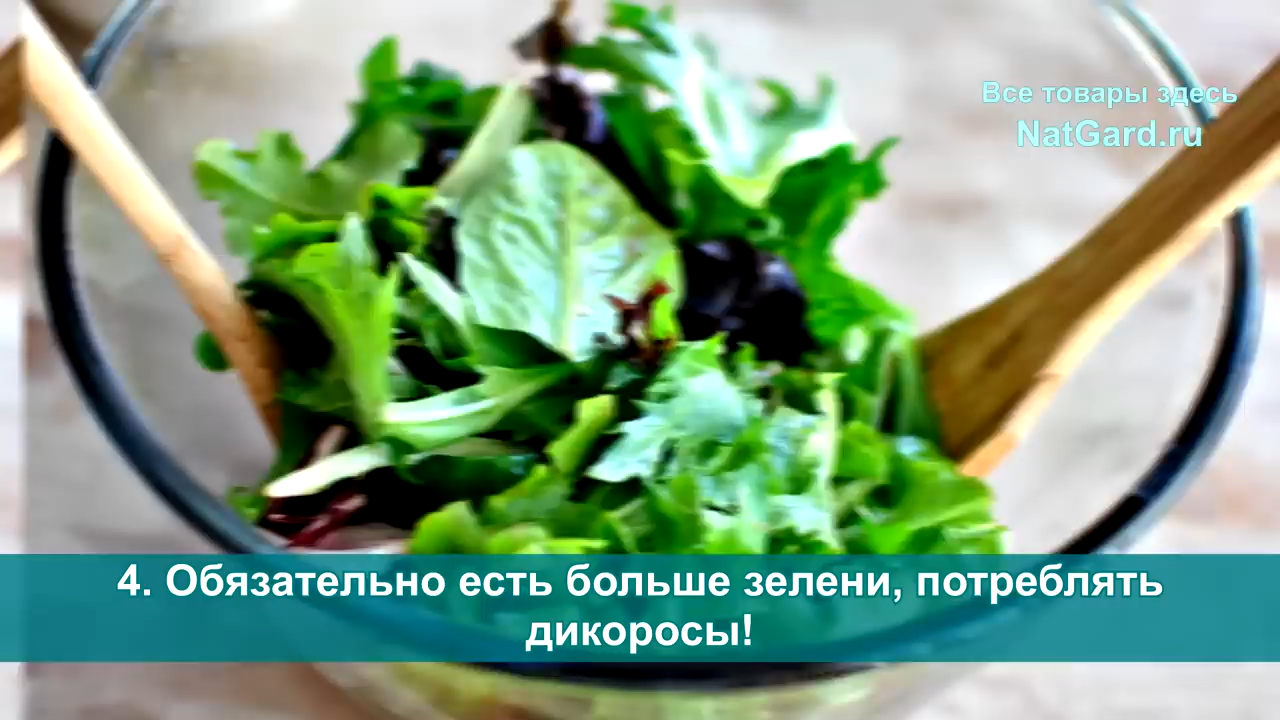 Все товары здесь
NatGard.ru
4. Обязательно есть больше зелени, потреблять
дикоросы!